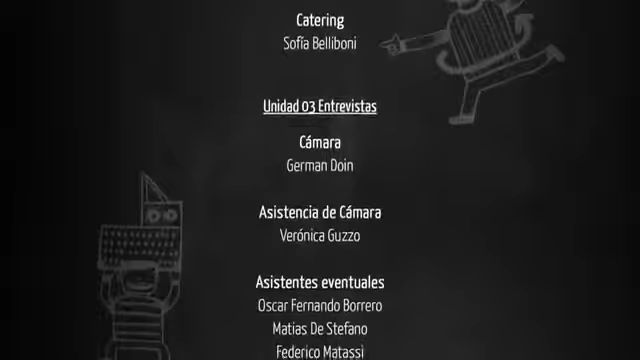 Catering
Sofía Belliboni
Unidad 03 Entrevistas
Cámara
German Doin
Asistencia de Cámara
Verónica Guzzo
Asistentes eventuales
Oscar Fernando Borrero
Matias De Stefano
Federico Matassi